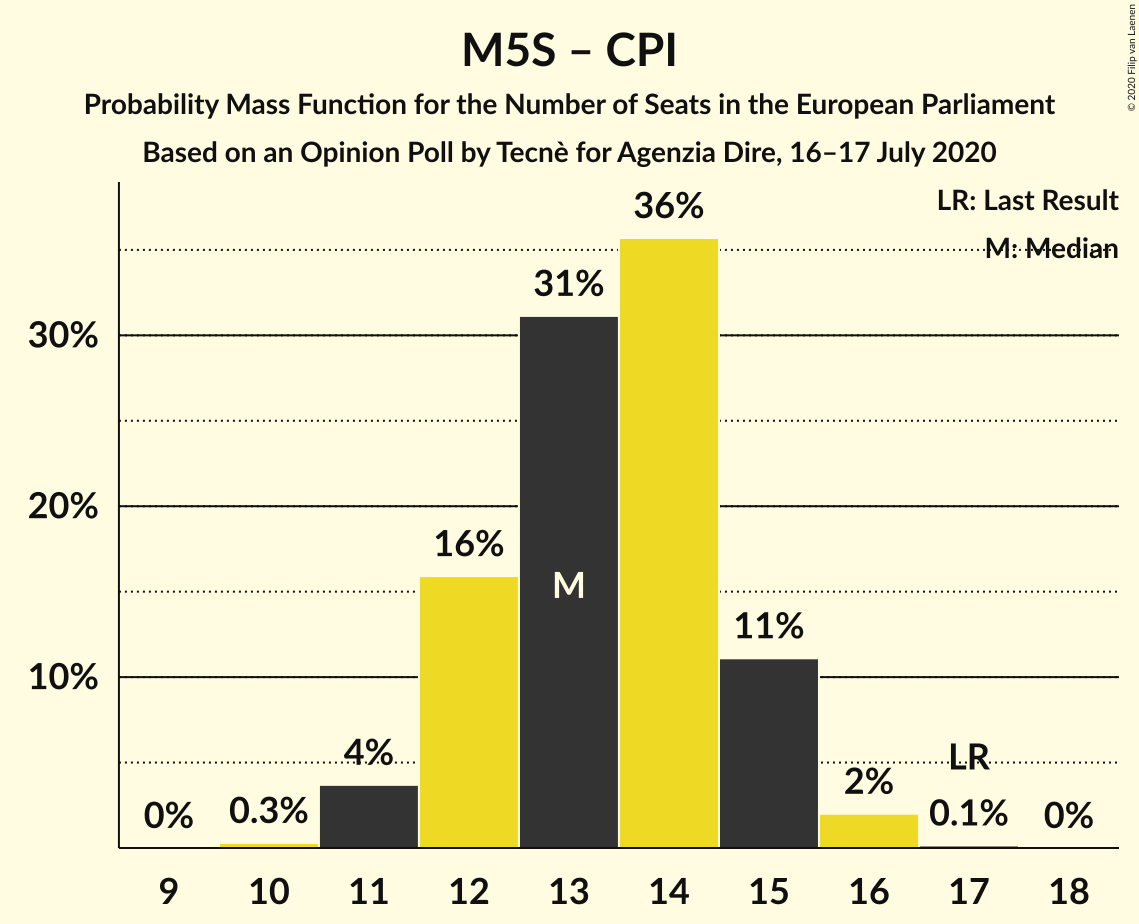 M5S – CPI
Probability Mass Function for the Number of Seats in the European Parliament
Based on an Opinion Poll by Tecnè for Agenzia Dire, 16–17 July 2020
© 2020 Filip van Laenen
LR: Last Result
M: Median
30%
20%
10%
0%
0.3%
4%
16%
31%
M
36%
11%
2%
LR
0.1%
0%
9 10 11 12 13 14 15 16 17 18